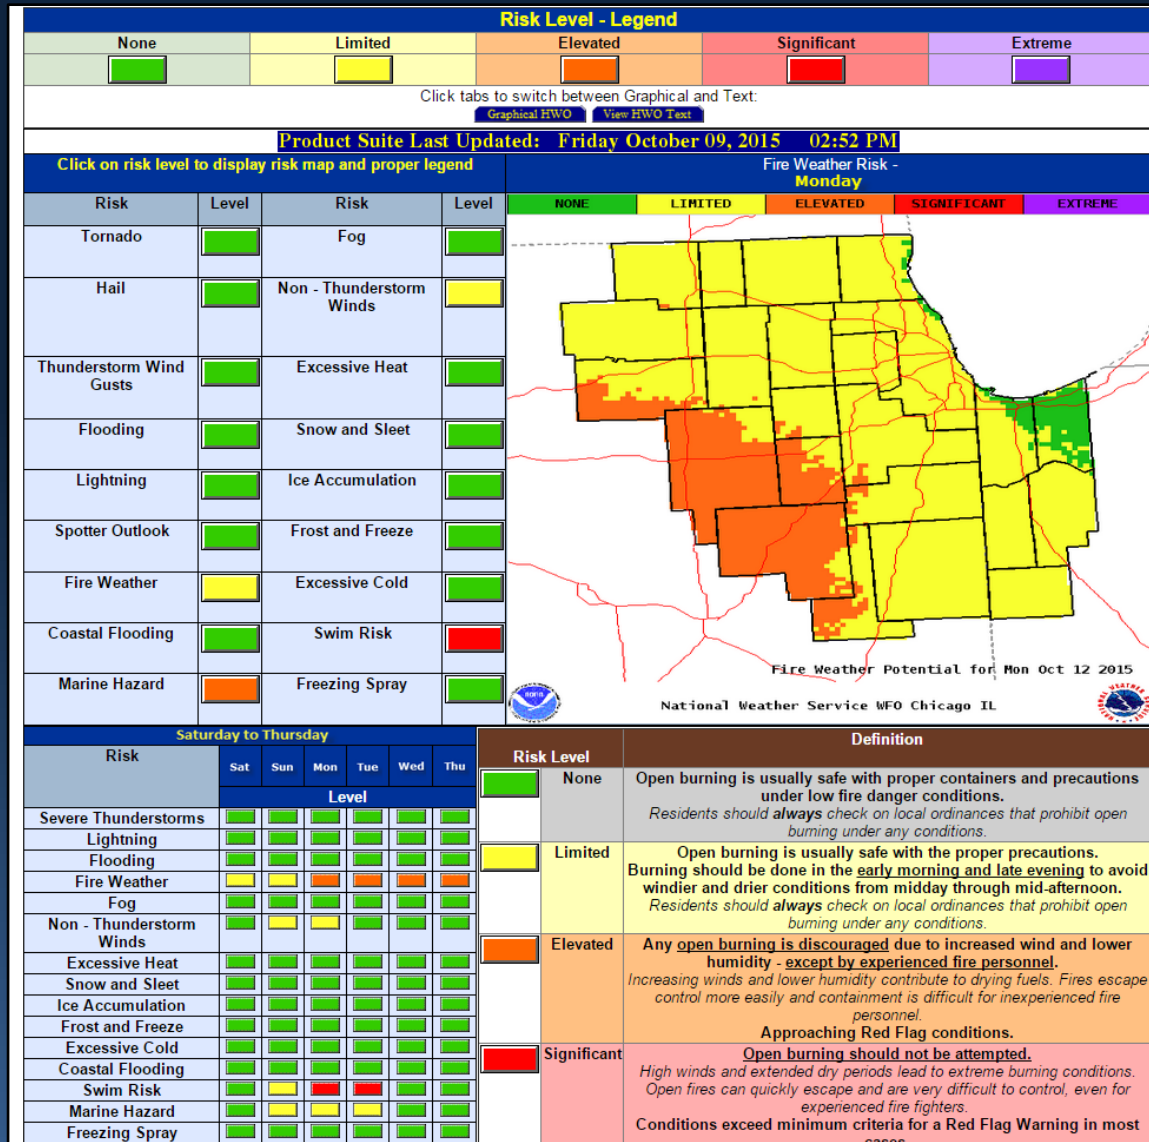 Risk Level - Legend
None Limited Elevated Significant Extreme
Click tabs to switch between Graphical and Text:
Graphical HWO View HWO Text
Product Suite Last Updated: Friday October 09, 2015 02:52 PM
Click on risk level to display risk map and proper legend
Risk Level Risk Level
Tornado Fog
Hail Non - Thunderstorm
Winds
Thunderstorm Wind
Gusts Excessive Heat
Flooding Snow and Sleet
Lightning Ice Accumulation
Spotter Outlook Frost and Freeze
Fire Weather Excessive Cold
Coastal Flooding Swim Risk
Marine Hazard Freezing Spray
Fire Weather Risk -
Monday
NONE LIMITED ELEVATED SIGNIFICANT EXTREME
Fire Weather Potential for Mon Oct 12 2015
National Weather Service WFO Chicago IL
Saturday to Thursday
Risk Sat Sun Mon Tue Wed Thu
Level
Severe Thunderstorms
Lightning
Flooding
Fire Weather
Fog
Non - Thunderstorm
Winds
Excessive Heat
Snow and Sleet
Ice Accumulation
Frost and Freeze
Excessive Cold
Coastal Flooding
Swim Risk
Marine Hazard
Freezing Spray
Risk Level Definition
None Open burning is usually safe with proper containers and precautions
under low fire danger conditions.
Residents should always check on local ordinances that prohibit open
burning under any conditions.
Limited Open burning is usually safe with the proper precautions.
Burning should be done in the early morning and late evening to avoid
windier and drier conditions from midday through mid-afternoon.
Residents should always check on local ordinances that prohibit open
burning under any conditions.
Elevated Any open burning is discouraged due to increased wind and lower
humidity - except by experienced fire personnel.
Increasing winds and lower humidity contribute to drying fuels. Fires escape
control more easily and containment is difficult for inexperienced fire
personnel.
Approaching Red Flag conditions.
Significant Open burning should not be attempted.
High winds and extended dry periods lead to extreme burning conditions.
Open fires can quickly escape and are very difficult to control, even for
experienced fire fighters.
Conditions exceed minimum criteria for a Red Flag Warning in most